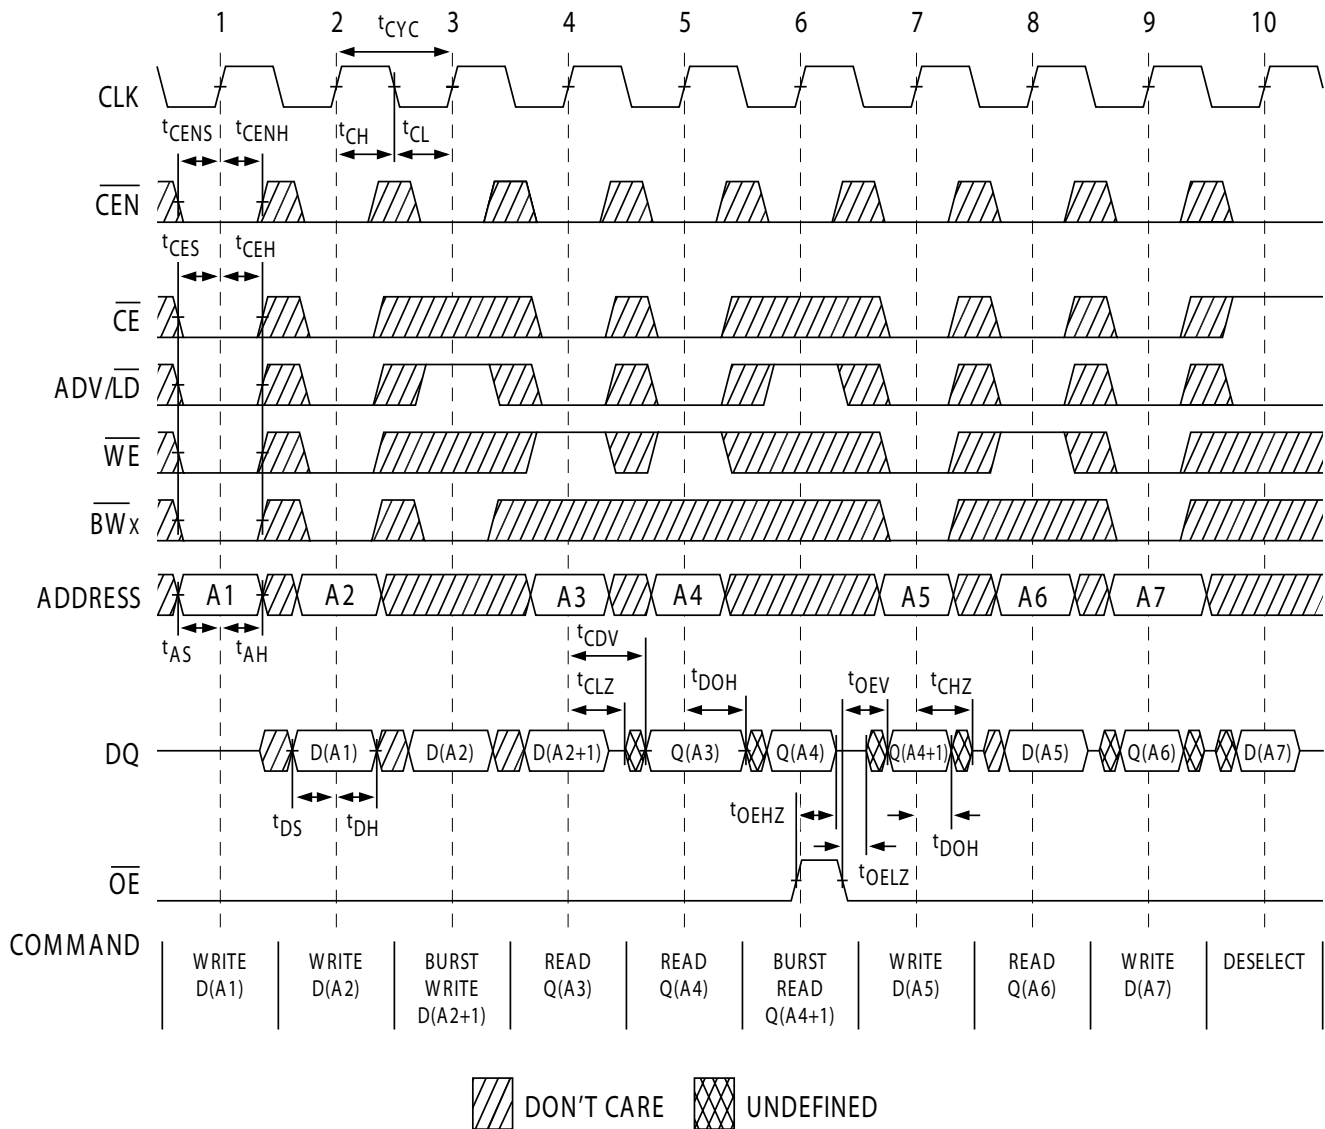 1 2 tCYC 3 4 5 6 7 8 9 10
CLK
tCENS tCENH tCH tCL
CEN
tCES tCEH
CE
ADV/LD
WE
BWx
ADDRESS A1 A2 A3 A4 A5 A6 A7
tAS tAH tCDV
tCLZ tDOH tOEV tCHZ
DQ D(A1) D(A2) D(A2+1) Q(A3) Q(A4) Q(A4+1) D(A5) Q(A6) D(A7)
tDS tDH tOEHZ tDOH
tOELZ
OE
COMMAND
WRITE WRITE BURST READ READ BURST WRITE READ WRITE DESELECT
D(A1) D(A2) WRITE Q(A3) Q(A4) READ D(A5) Q(A6) D(A7)
D(A2+1) Q(A4+1)
DON'T CARE UNDEFINED